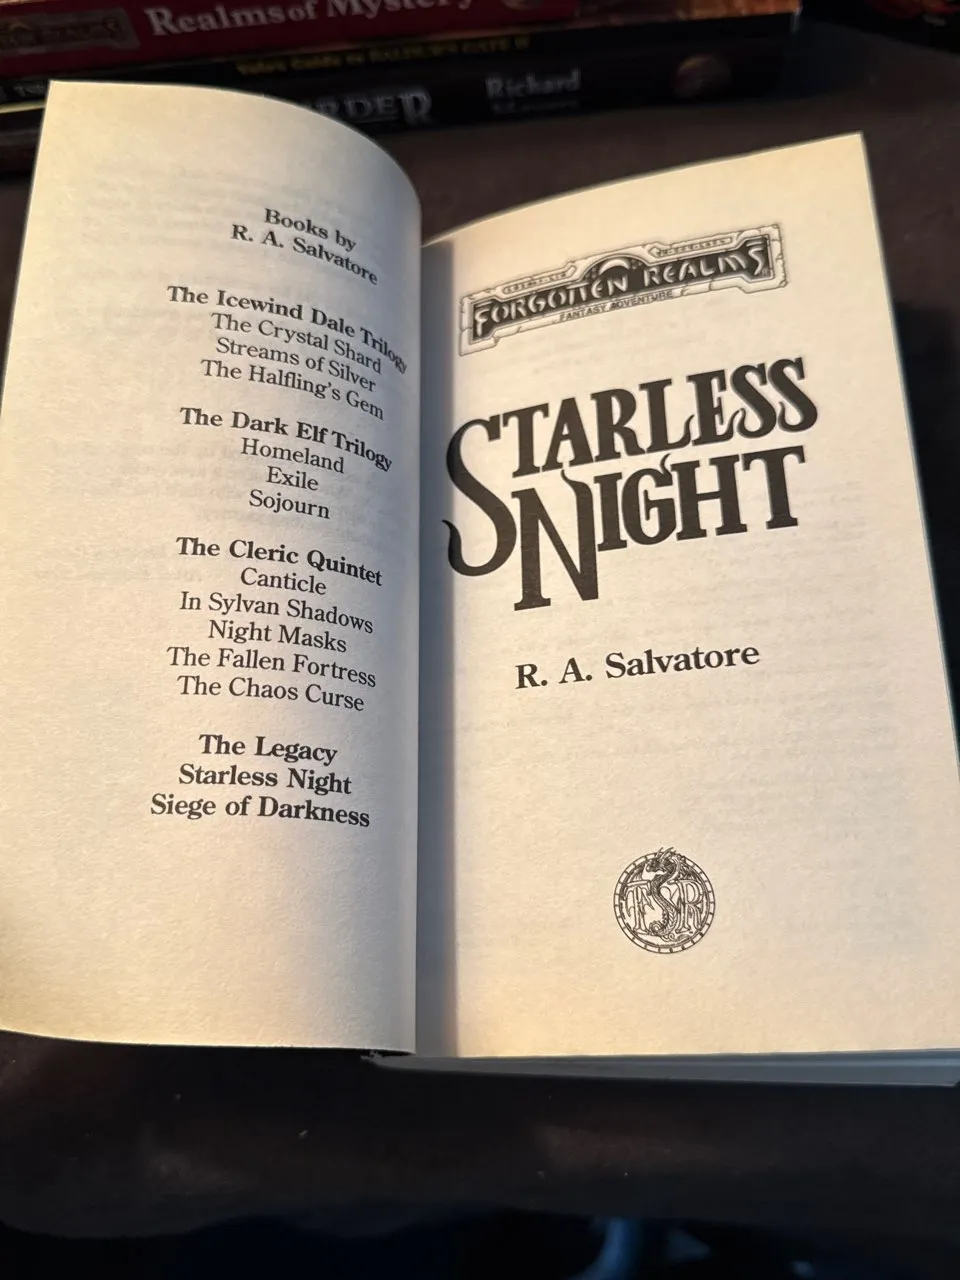 Realms of Mystery
Richard
Books by
R. A. Salvatore
The Icewind Dale Trilogy
The Crystal Shard
Streams of Silver
The Halfling's Gem
The Dark Elf Trilogy
Homeland
Exile
Sojourn
The Cleric Quintet
Canticle
In Sylvan Shadows
Night Masks
The Fallen Fortress
The Chaos Curse
The Legacy
Starless Night
Siege of Darkness
FORGOTTEN REALMS
FANTASY ADVENTURE
STARLESS
NIGHT
R. A. Salvatore
TSR